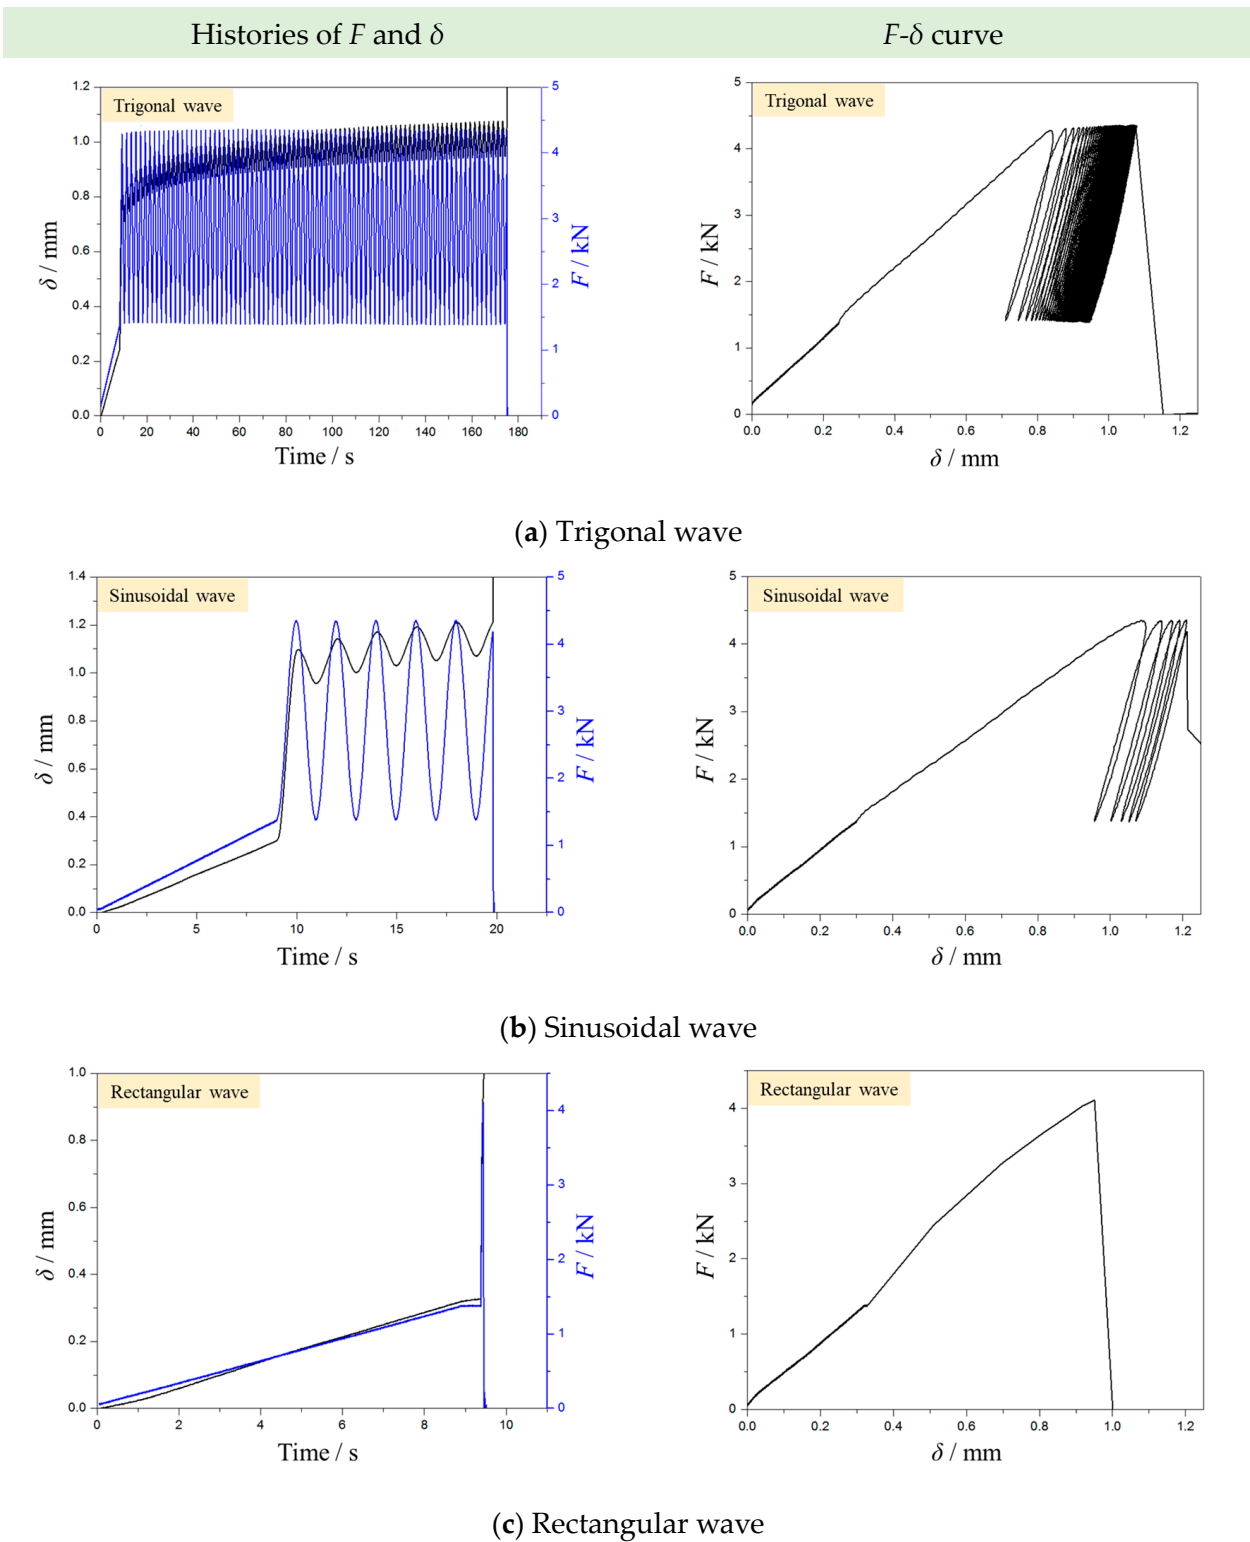 Histories of F and δ
F-δ curve
Trigonal wave
1.2
1.0
0.8
0.6
0.4
0.2
0.0
δ / mm
5
4
3
2
1
0
F / kN
0 20 40 60 80 100 120 140 160 180
Time / s
Trigonal wave
5
4
3
2
1
0
F / kN
0.0 0.2 0.4 0.6 0.8 1.0 1.2
δ / mm
(a) Trigonal wave
Sinusoidal wave
1.4
1.2
1.0
0.8
0.6
0.4
0.2
0.0
δ / mm
5
4
3
2
1
0
F / kN
0 5 10 15 20
Time / s
Sinusoidal wave
5
4
3
2
1
0
F / kN
0.0 0.2 0.4 0.6 0.8 1.0 1.2
δ / mm
(b) Sinusoidal wave
Rectangular wave
1.0
0.8
0.6
0.4
0.2
0.0
δ / mm
4
3
2
1
0
F / kN
0 2 4 6 8 10
Time / s
Rectangular wave
4
3
2
1
0
F / kN
0.0 0.2 0.4 0.6 0.8 1.0 1.2
δ / mm
(c) Rectangular wave